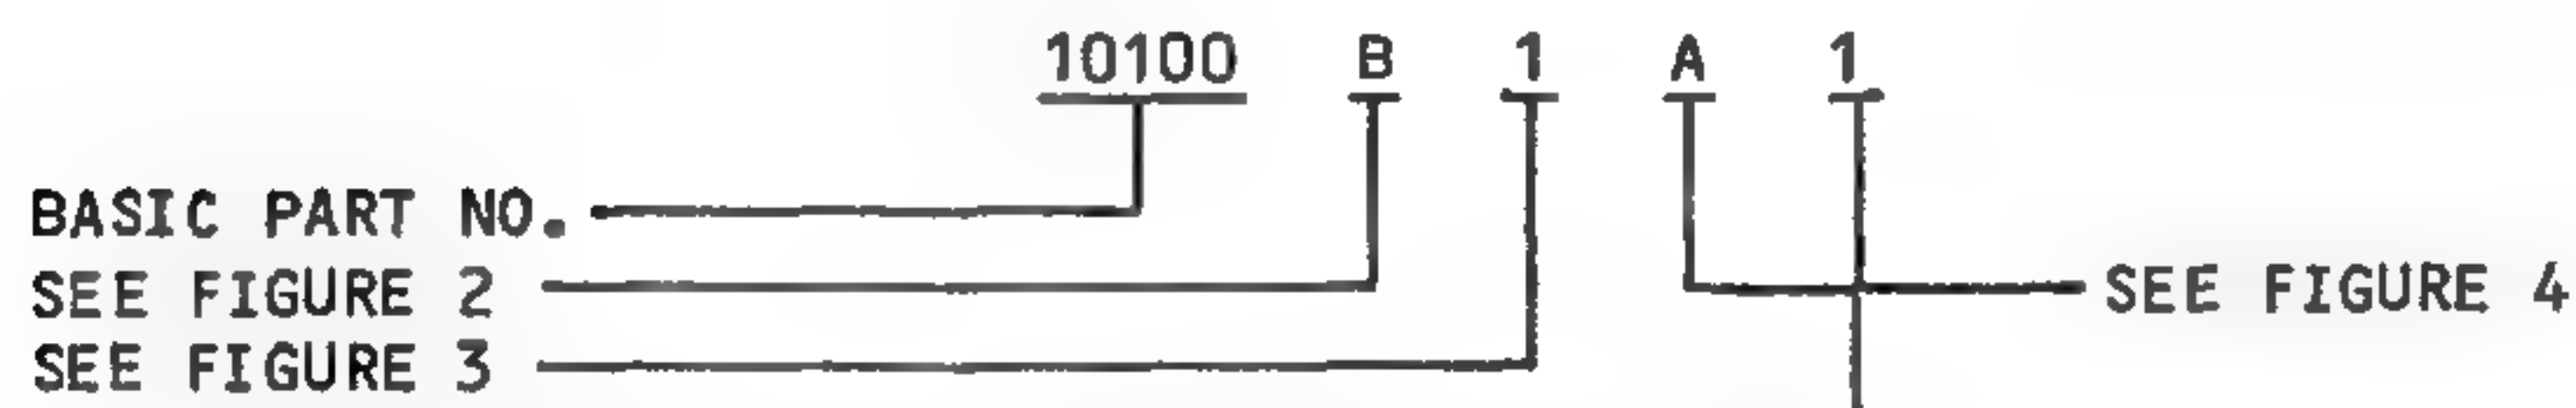 10100 B 1 A 1
BASIC PART NO.
SEE FIGURE 2
SEE FIGURE 4
SEE FIGURE 3